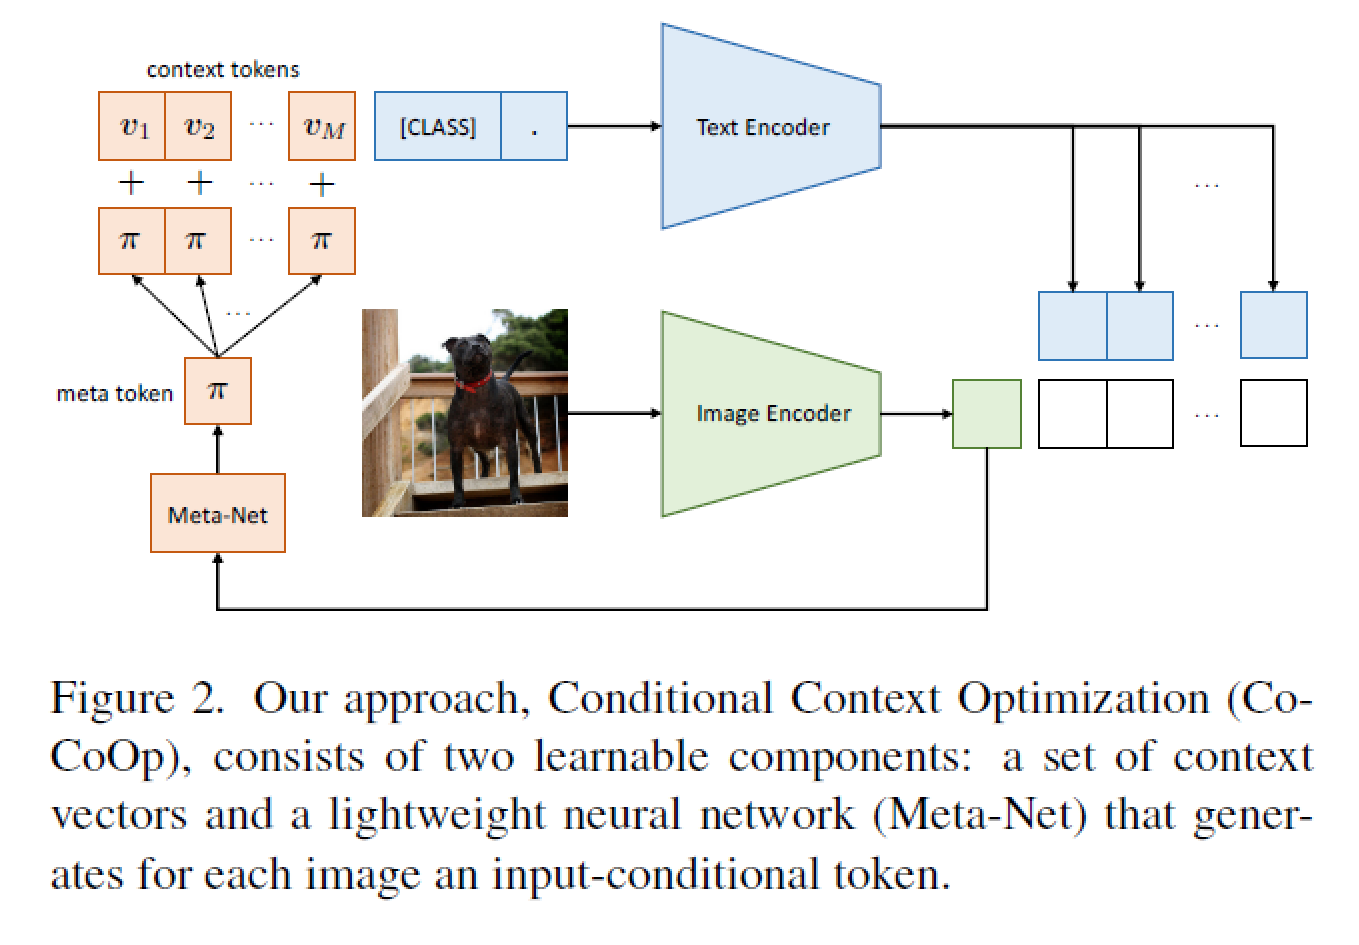 context tokens
v1 v2 ... vM [CLASS] .
+ + ... +
π π ... π
...
meta token π
Meta-Net
Text Encoder
...
Image Encoder
...
...
Figure 2. Our approach, Conditional Context Optimization (Co-
CoOp), consists of two learnable components: a set of context
vectors and a lightweight neural network (Meta-Net) that gener-
ates for each image an input-conditional token.